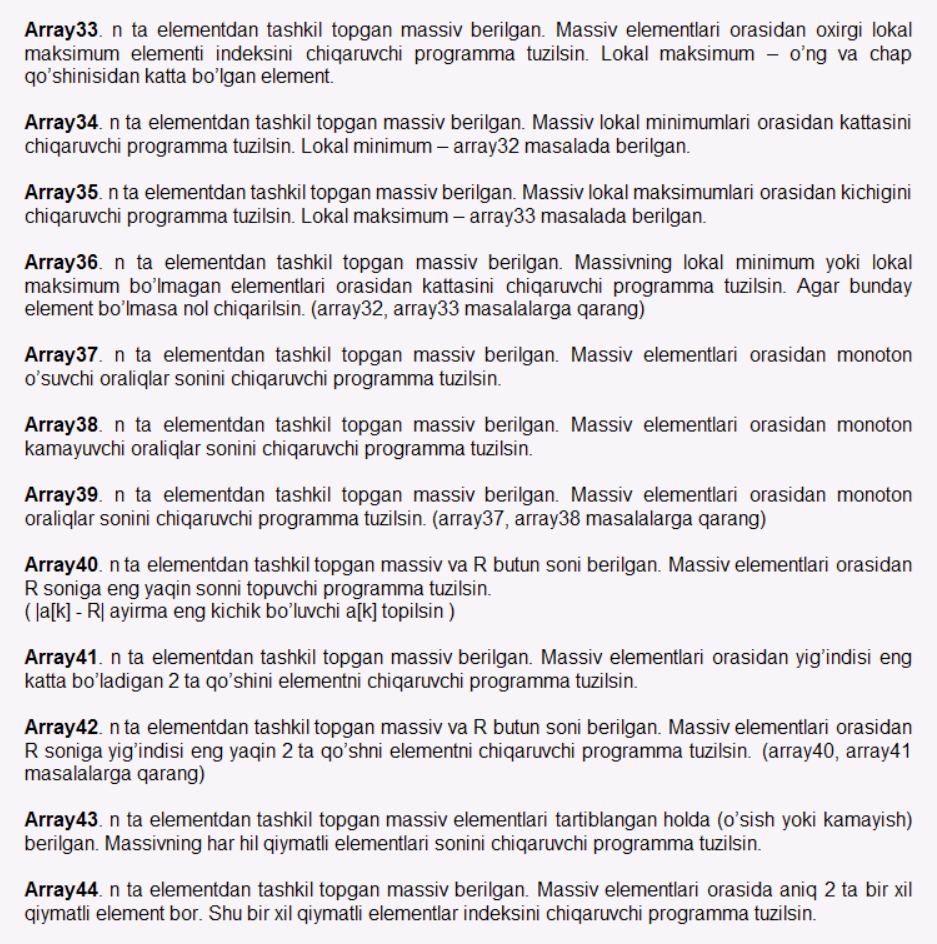 Array33. n ta elementdan tashkil topgan massiv berilgan. Massiv elementlari orasidan oxirgi lokal
maksimum elementi indeksini chiqaruvchi programma tuzilsin. Lokal maksimum – o’ng va chap
qo’shinisidan katta bo’lgan element.
Array34. n ta elementdan tashkil topgan massiv berilgan. Massiv lokal minimumlari orasidan kattasini
chiqaruvchi programma tuzilsin. Lokal minimum – array32 masalada berilgan.
Array35. n ta elementdan tashkil topgan massiv berilgan. Massiv lokal maksimumlari orasidan kichigini
chiqaruvchi programma tuzilsin. Lokal maksimum – array33 masalada berilgan.
Array36. n ta elementdan tashkil topgan massiv berilgan. Massivning lokal minimum yoki lokal
maksimum bo’lmagan elementlari orasidan kattasini chiqaruvchi programma tuzilsin. Agar bunday
element bo’lmasa nol chiqarilsin. (array32, array33 masalalarga qarang)
Array37. n ta elementdan tashkil topgan massiv berilgan. Massiv elementlari orasidan monoton
o’suvchi oraliqlar sonini chiqaruvchi programma tuzilsin.
Array38. n ta elementdan tashkil topgan massiv berilgan. Massiv elementlari orasidan monoton
kamayuvchi oraliqlar sonini chiqaruvchi programma tuzilsin.
Array39. n ta elementdan tashkil topgan massiv berilgan. Massiv elementlari orasidan monoton
oraliqlar sonini chiqaruvchi programma tuzilsin. (array37, array38 masalalarga qarang)
Array40. n ta elementdan tashkil topgan massiv va R butun soni berilgan. Massiv elementlari orasidan
R soniga eng yaqin sonni topuvchi programma tuzilsin.
( |a[k] - R| ayirma eng kichik bo’luvchi a[k] topilsin )
Array41. n ta elementdan tashkil topgan massiv berilgan. Massiv elementlari orasidan yig’indisi eng
katta bo’ladigan 2 ta qo’shini elementni chiqaruvchi programma tuzilsin.
Array42. n ta elementdan tashkil topgan massiv va R butun soni berilgan. Massiv elementlari orasidan
R soniga yig’indisi eng yaqin 2 ta qo’shni elementni chiqaruvchi programma tuzilsin. (array40, array41
masalalarga qarang)
Array43. n ta elementdan tashkil topgan massiv elementlari tartiblangan holda (o’sish yoki kamayish)
berilgan. Massivning har hil qiymatli elementlari sonini chiqaruvchi programma tuzilsin.
Array44. n ta elementdan tashkil topgan massiv berilgan. Massiv elementlari orasida aniq 2 ta bir xil
qiymatli element bor. Shu bir xil qiymatli elementlar indeksini chiqaruvchi programma tuzilsin.